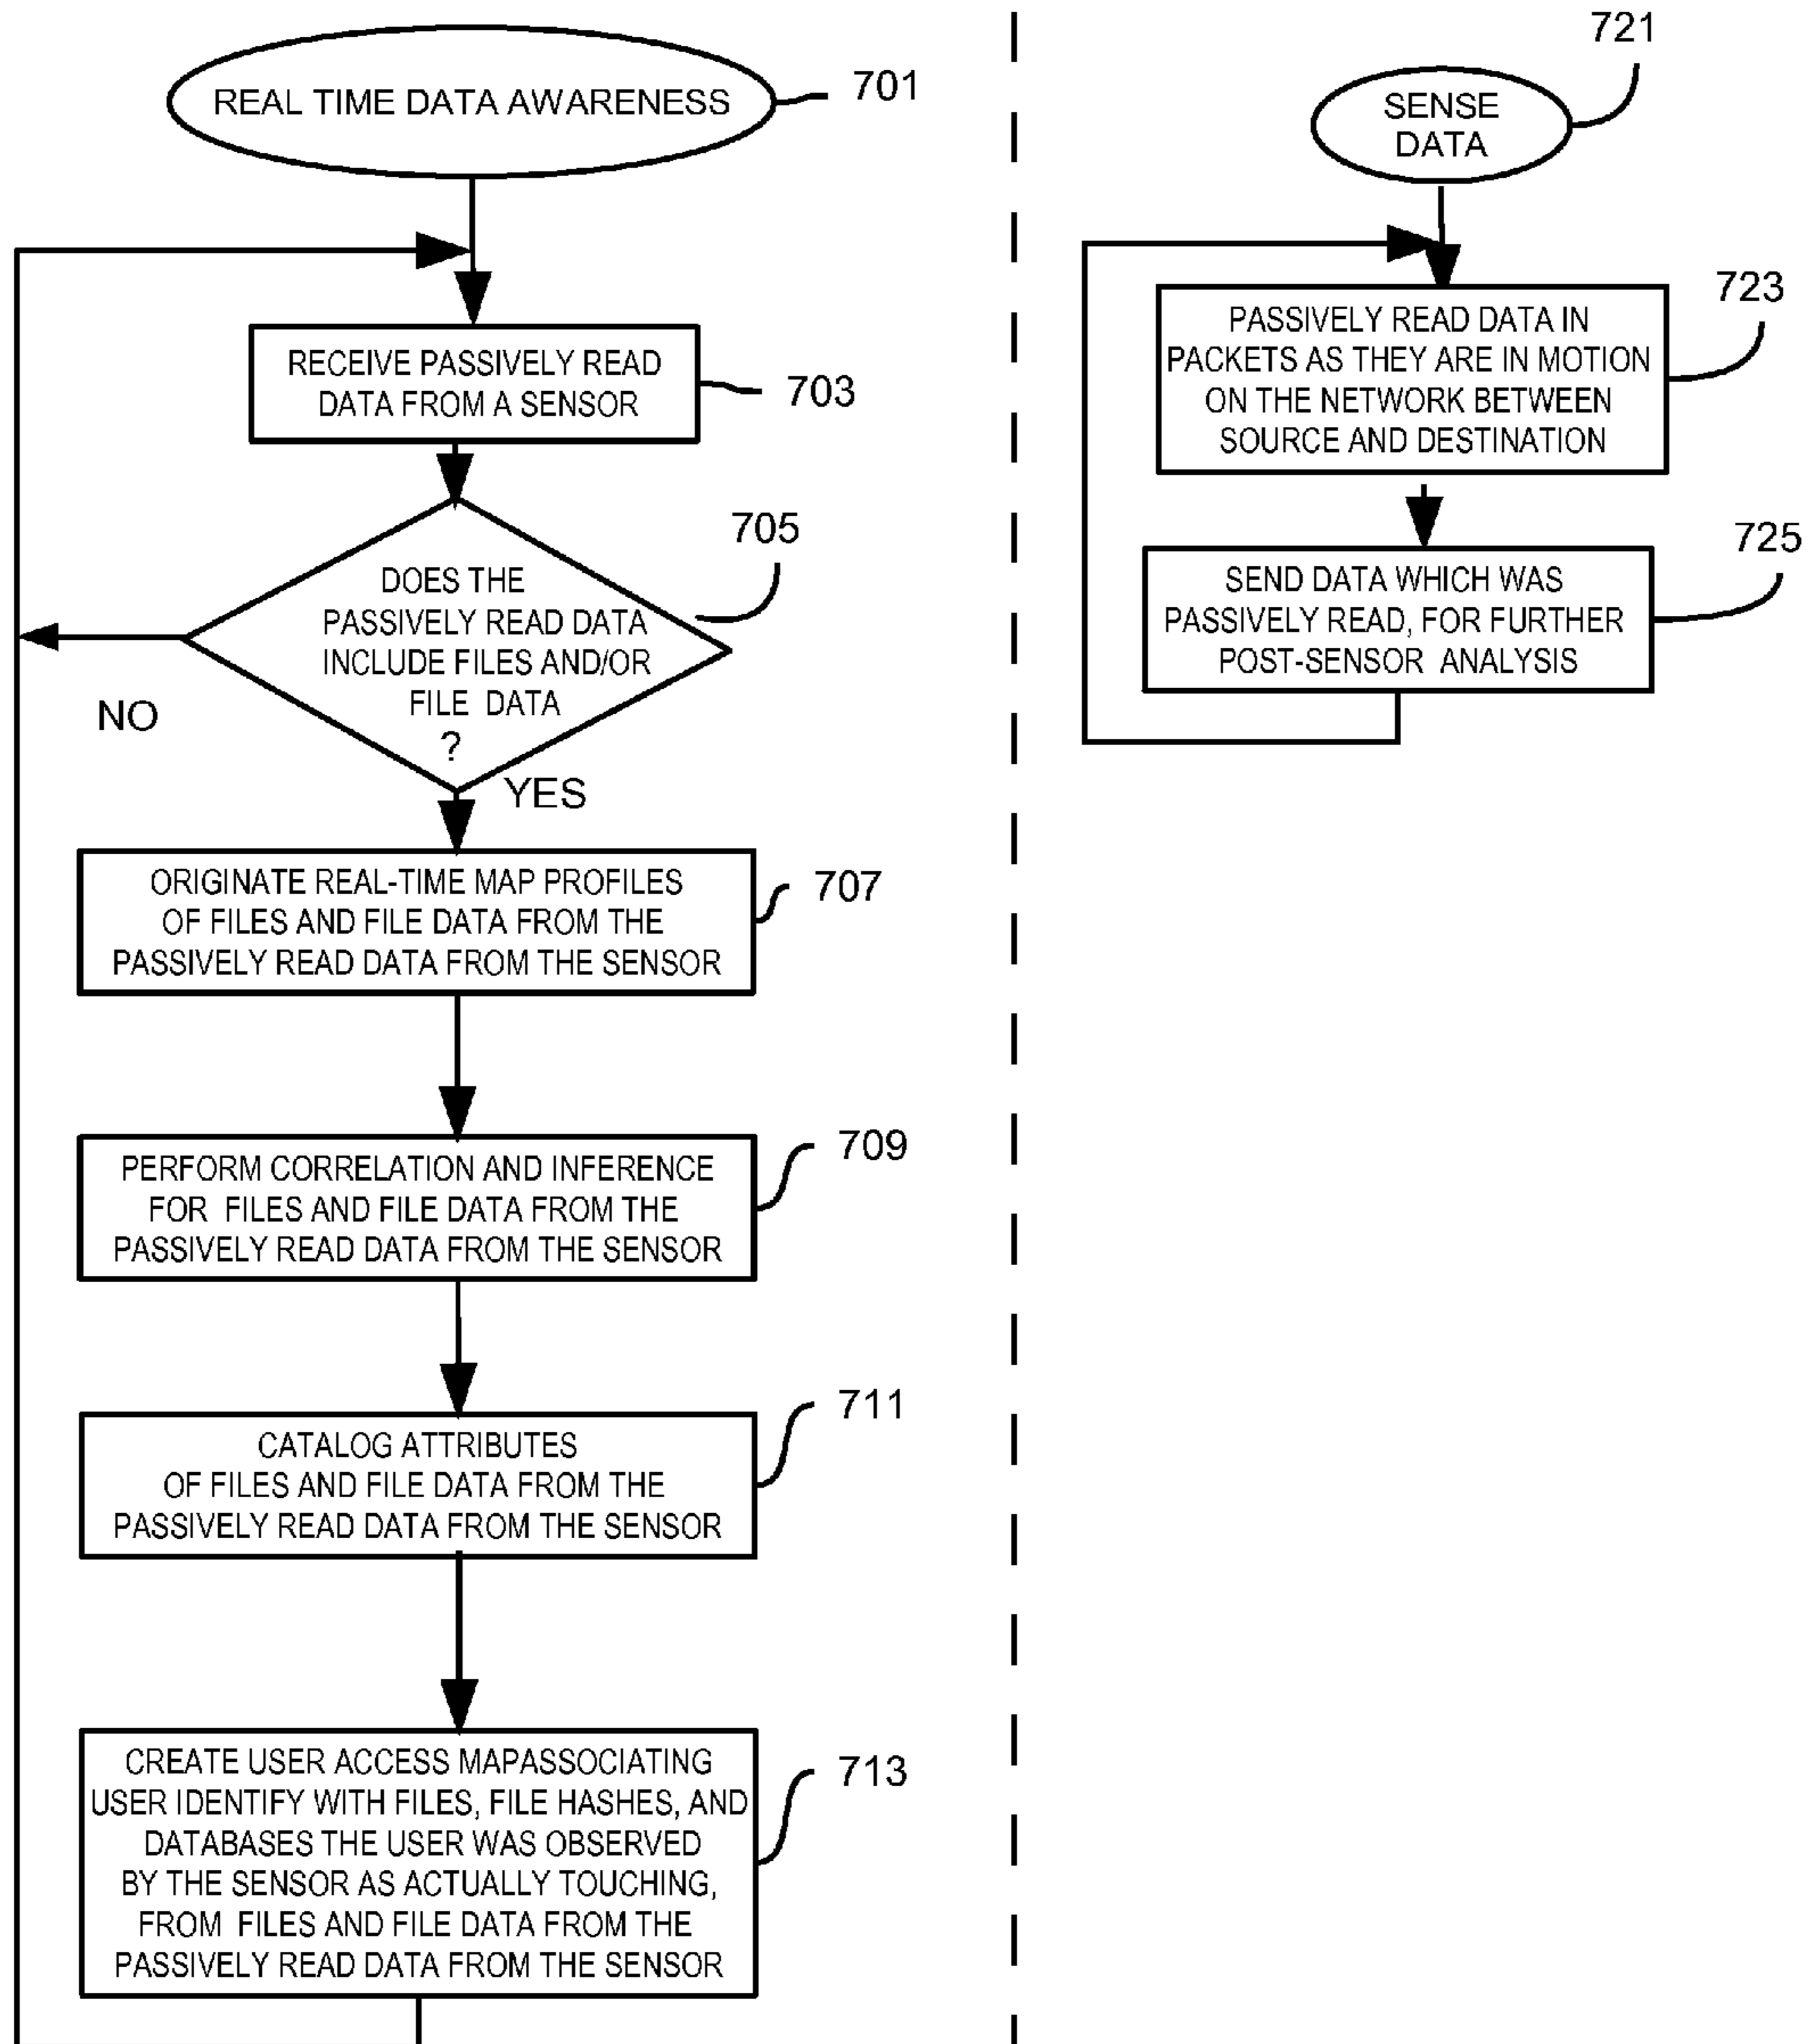 REAL TIME DATA AWARENESS
701
RECEIVE PASSIVELY READ
DATA FROM A SENSOR
703
705
DOES THE
PASSIVELY READ DATA
INCLUDE FILES AND/OR
FILE DATA
?
NO
YES
ORIGINATE REAL-TIME MAP PROFILES
OF FILES AND FILE DATA FROM THE
PASSIVELY READ DATA FROM THE SENSOR
707
PERFORM CORRELATION AND INFERENCE
FOR FILES AND FILE DATA FROM THE
PASSIVELY READ DATA FROM THE SENSOR
709
CATALOG ATTRIBUTES
OF FILES AND FILE DATA FROM THE
PASSIVELY READ DATA FROM THE SENSOR
711
CREATE USER ACCESS MAPASSOCIATING
USER IDENTIFY WITH FILES, FILE HASHES, AND
DATABASES THE USER WAS OBSERVED
BY THE SENSOR AS ACTUALLY TOUCHING,
FROM FILES AND FILE DATA FROM THE
PASSIVELY READ DATA FROM THE SENSOR
713
721
SENSE
DATA
723
PASSIVELY READ DATA IN
PACKETS AS THEY ARE IN MOTION
ON THE NETWORK BETWEEN
SOURCE AND DESTINATION
725
SEND DATA WHICH WAS
PASSIVELY READ, FOR FURTHER
POST-SENSOR ANALYSIS